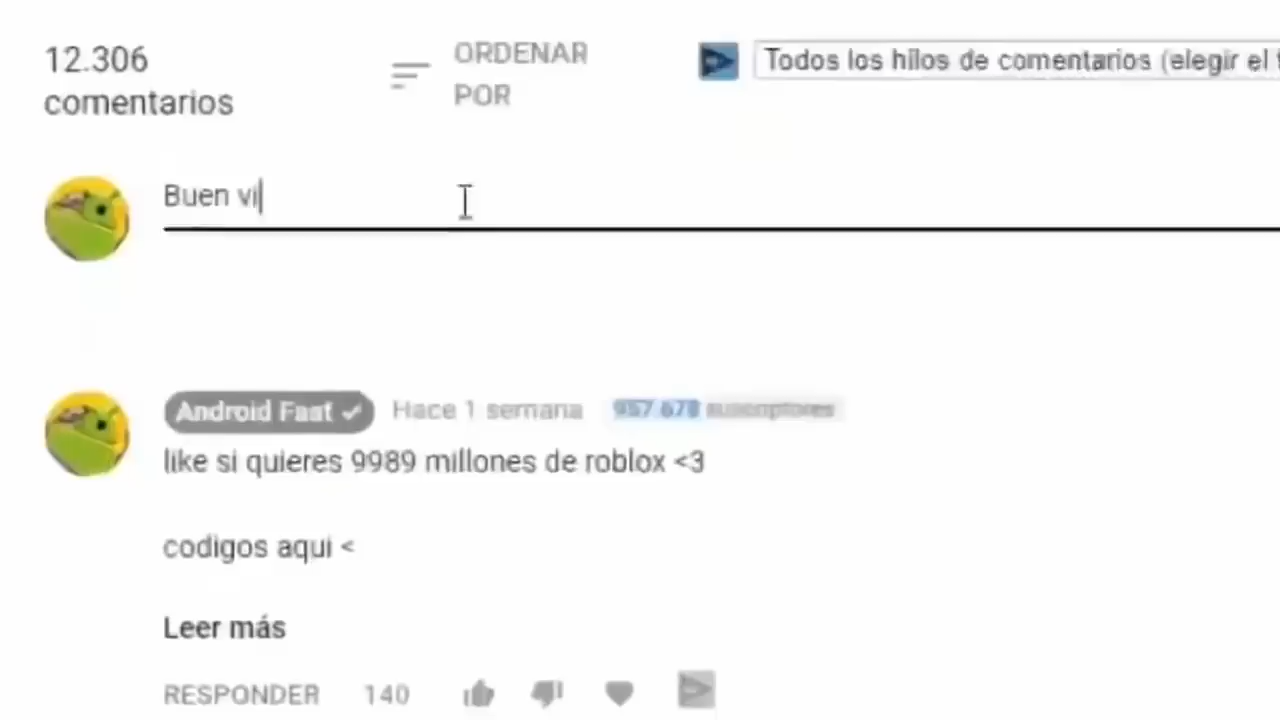 12.306
comentarios
ORDENAR
POR
Todos los hilos de comentarios (elegir el
Buen vi
Android Fast Hace 1 semana 957 678 suscriptores
like si quieres 9989 millones de roblox <3
codigos aqui <
Leer más
RESPONDER 140